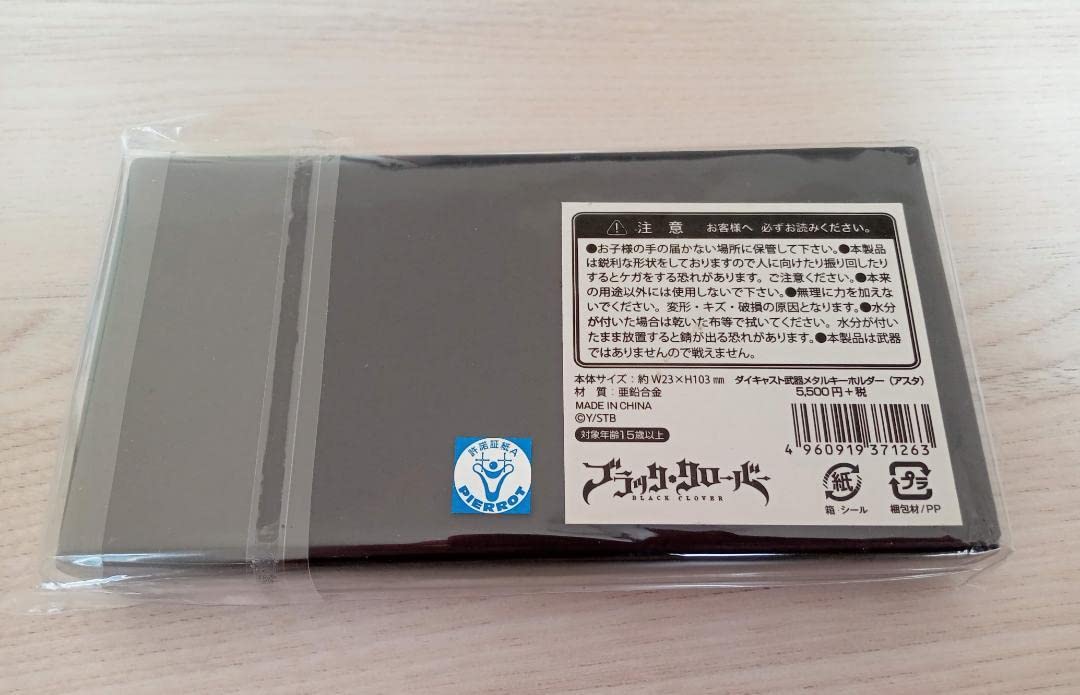 注意 お客様へ 必ずお読みください。
●お子様の手の届かない場所に保管して下さい。●本製品
は鋭利な形状をしておりますので人に向けたり振り回したり
するとケガをする恐れがあります。ご注意ください。●本来
の用途以外には使用しないで下さい。●無理に力を加えな
いでください。変形・キズ・破損の原因となります。●水分
が付いた場合は乾いた布等で拭いてください。水分が付い
たまま放置すると錆が出る恐れがあります。●本製品は武器
ではありませんので戦えません。
本体サイズ:約W23×H103㎜ ダイキャスト武器メタルキーホルダー(アスタ)
材 質:亜鉛合金 5,500円+税
MADE IN CHINA
©Y/STB
対象年齢15歳以上
4 960919 371263
ブラック・クローバー
BLACK CLOVER
紙
箱・シール
プラ
梱包材/PP
許諾証紙A
PIERROT